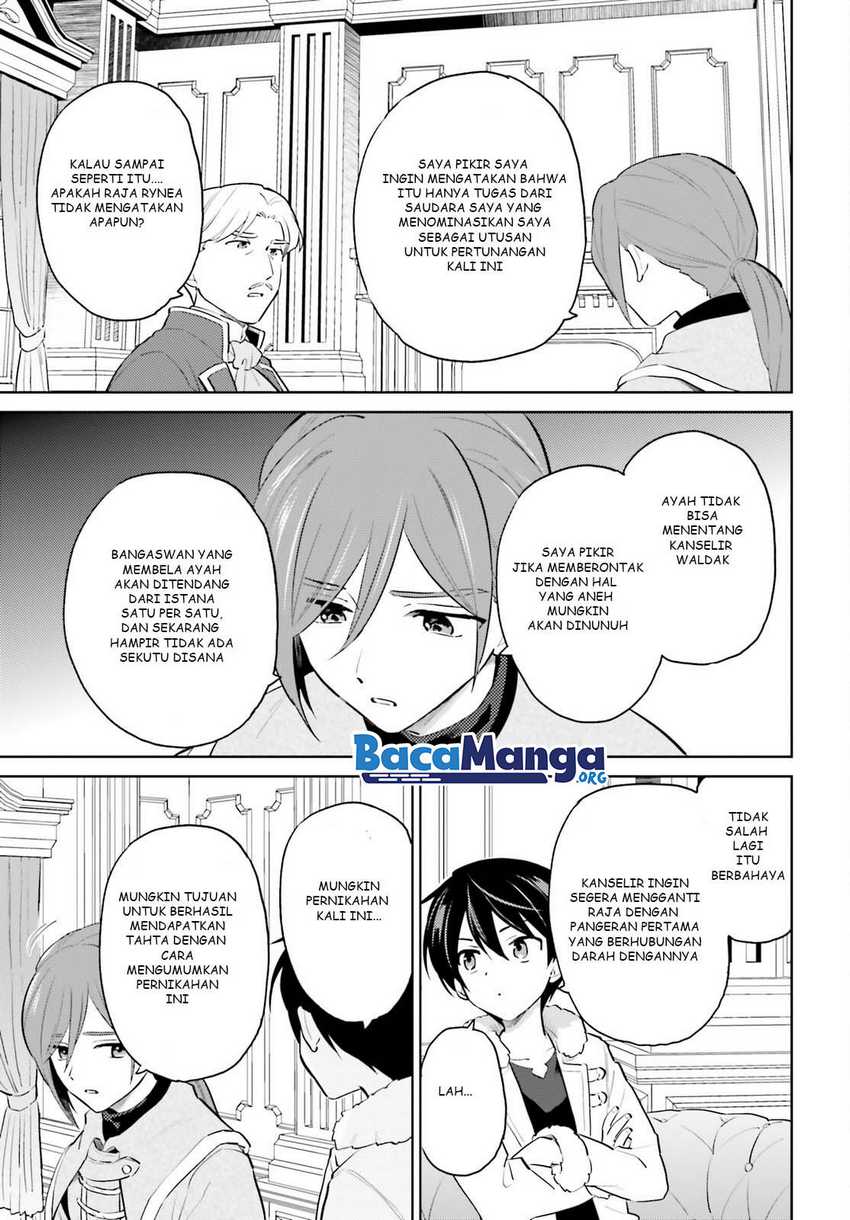 SAYA PIKIR SAYA
INGIN MENGATAKAN BAHWA
ITU HANYA TUGAS DARI
SAUDARA SAYA YANG
MENOMINASIKAN SAYA
SEBAGAI UTUSAN
UNTUK PERTUNANGAN
KALI INI
KALAU SAMPAI
SEPERTI ITU....
APAKAH RAJA RYNEA
TIDAK MENGATAKAN
APAPUN?
AYAH TIDAK
BISA
MENENTANG
KANSELIR
WALDAK
SAYA PIKIR
JIKA MEMBERONTAK
DENGAN HAL
YANG ANEH
MUNGKIN
AKAN DINUNUH
BANGASWAN YANG
MEMBELA AYAH
AKAN DITENDANG
DARI ISTANA
SATU PER SATU,
DAN SEKARANG
HAMPIR TIDAK ADA
SEKUTU DISANA
BacaManga
.ORG
TIDAK
SALAH
LAGI
ITU
BERBAHAYA
KANSELIR INGIN
SEGERA MENGGANTI
RAJA DENGAN
PANGERAN PERTAMA
YANG BERHUBUNGAN
DARAH DENGANNYA
LAH...
MUNGKIN
PERNIKAHAN
KALI INI...
MUNGKIN TUJUAN
UNTUK BERHASIL
MENDAPATKAN
TAHTA DENGAN
CARA
MENGUMUMKAN
PERNIKAHAN
INI